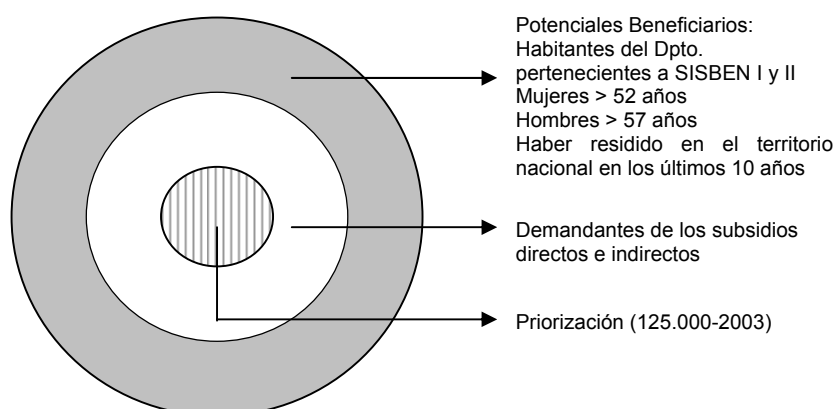 Potenciales Beneficiarios:
Habitantes del Dpto.
pertenecientes a SISBEN I y II
Mujeres > 52 años
Hombres > 57 años
Haber residido en el territorio
nacional en los últimos 10 años
Demandantes de los subsidios
directos e indirectos
Priorización (125.000-2003)